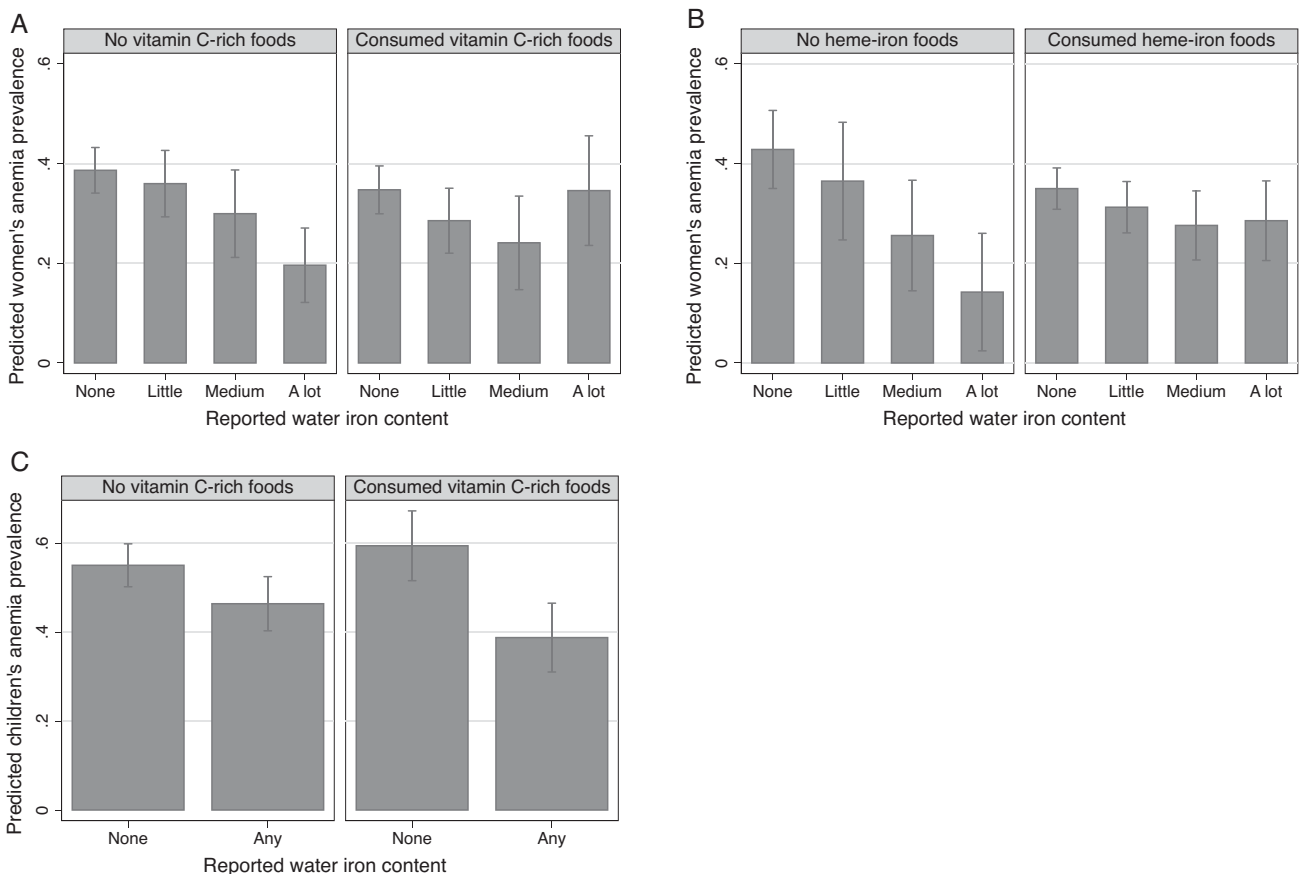 A
No vitamin C-rich foods
Consumed vitamin C-rich foods
Predicted women's anemia prevalence
.6
.4
.2
0
None Little Medium A lot
None Little Medium A lot
Reported water iron content
B
No heme-iron foods
Consumed heme-iron foods
Predicted women's anemia prevalence
.6
.4
.2
0
None Little Medium A lot
None Little Medium A lot
Reported water iron content
C
No vitamin C-rich foods
Consumed vitamin C-rich foods
Predicted children's anemia prevalence
.6
.4
.2
0
None Any
None Any
Reported water iron content